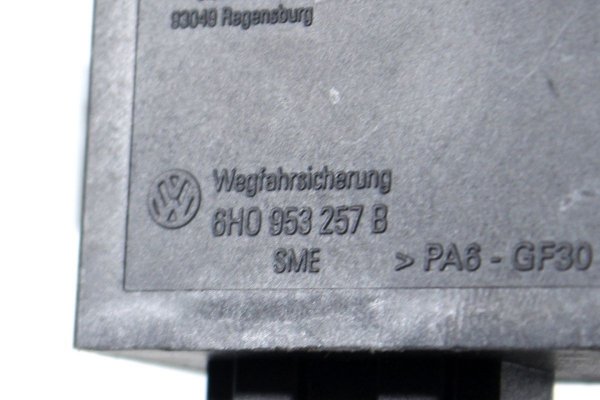 93049 Regensburg
Wegfahrsicherung
6H0 953 257 B
SME
> PA6 - GF30